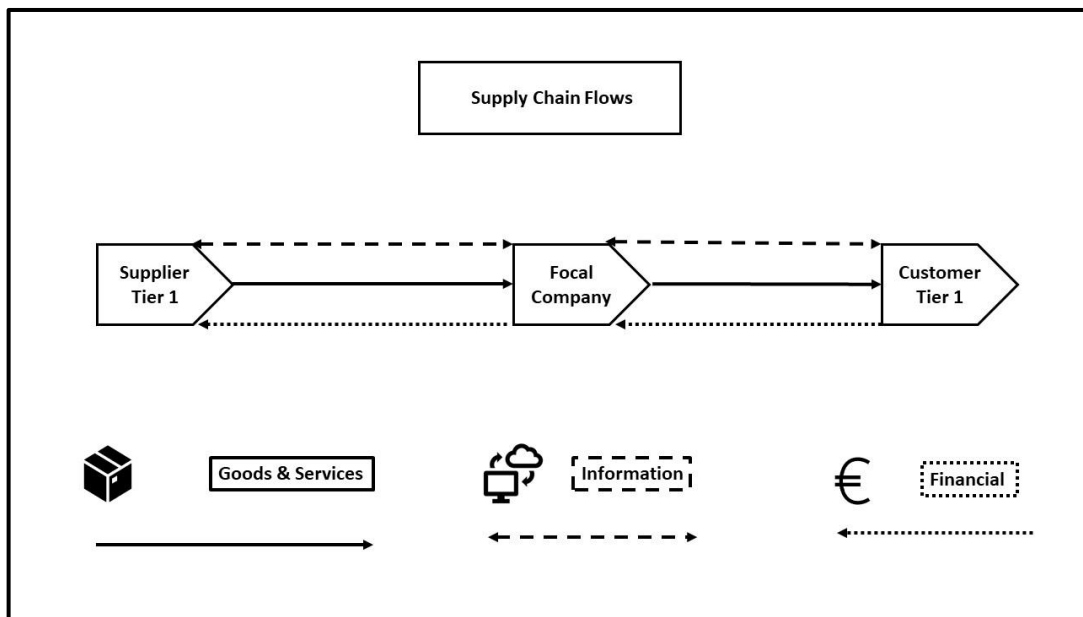 Supply Chain Flows
Supplier
Tier 1
Focal
Company
Customer
Tier 1
Goods & Services
Information
Financial